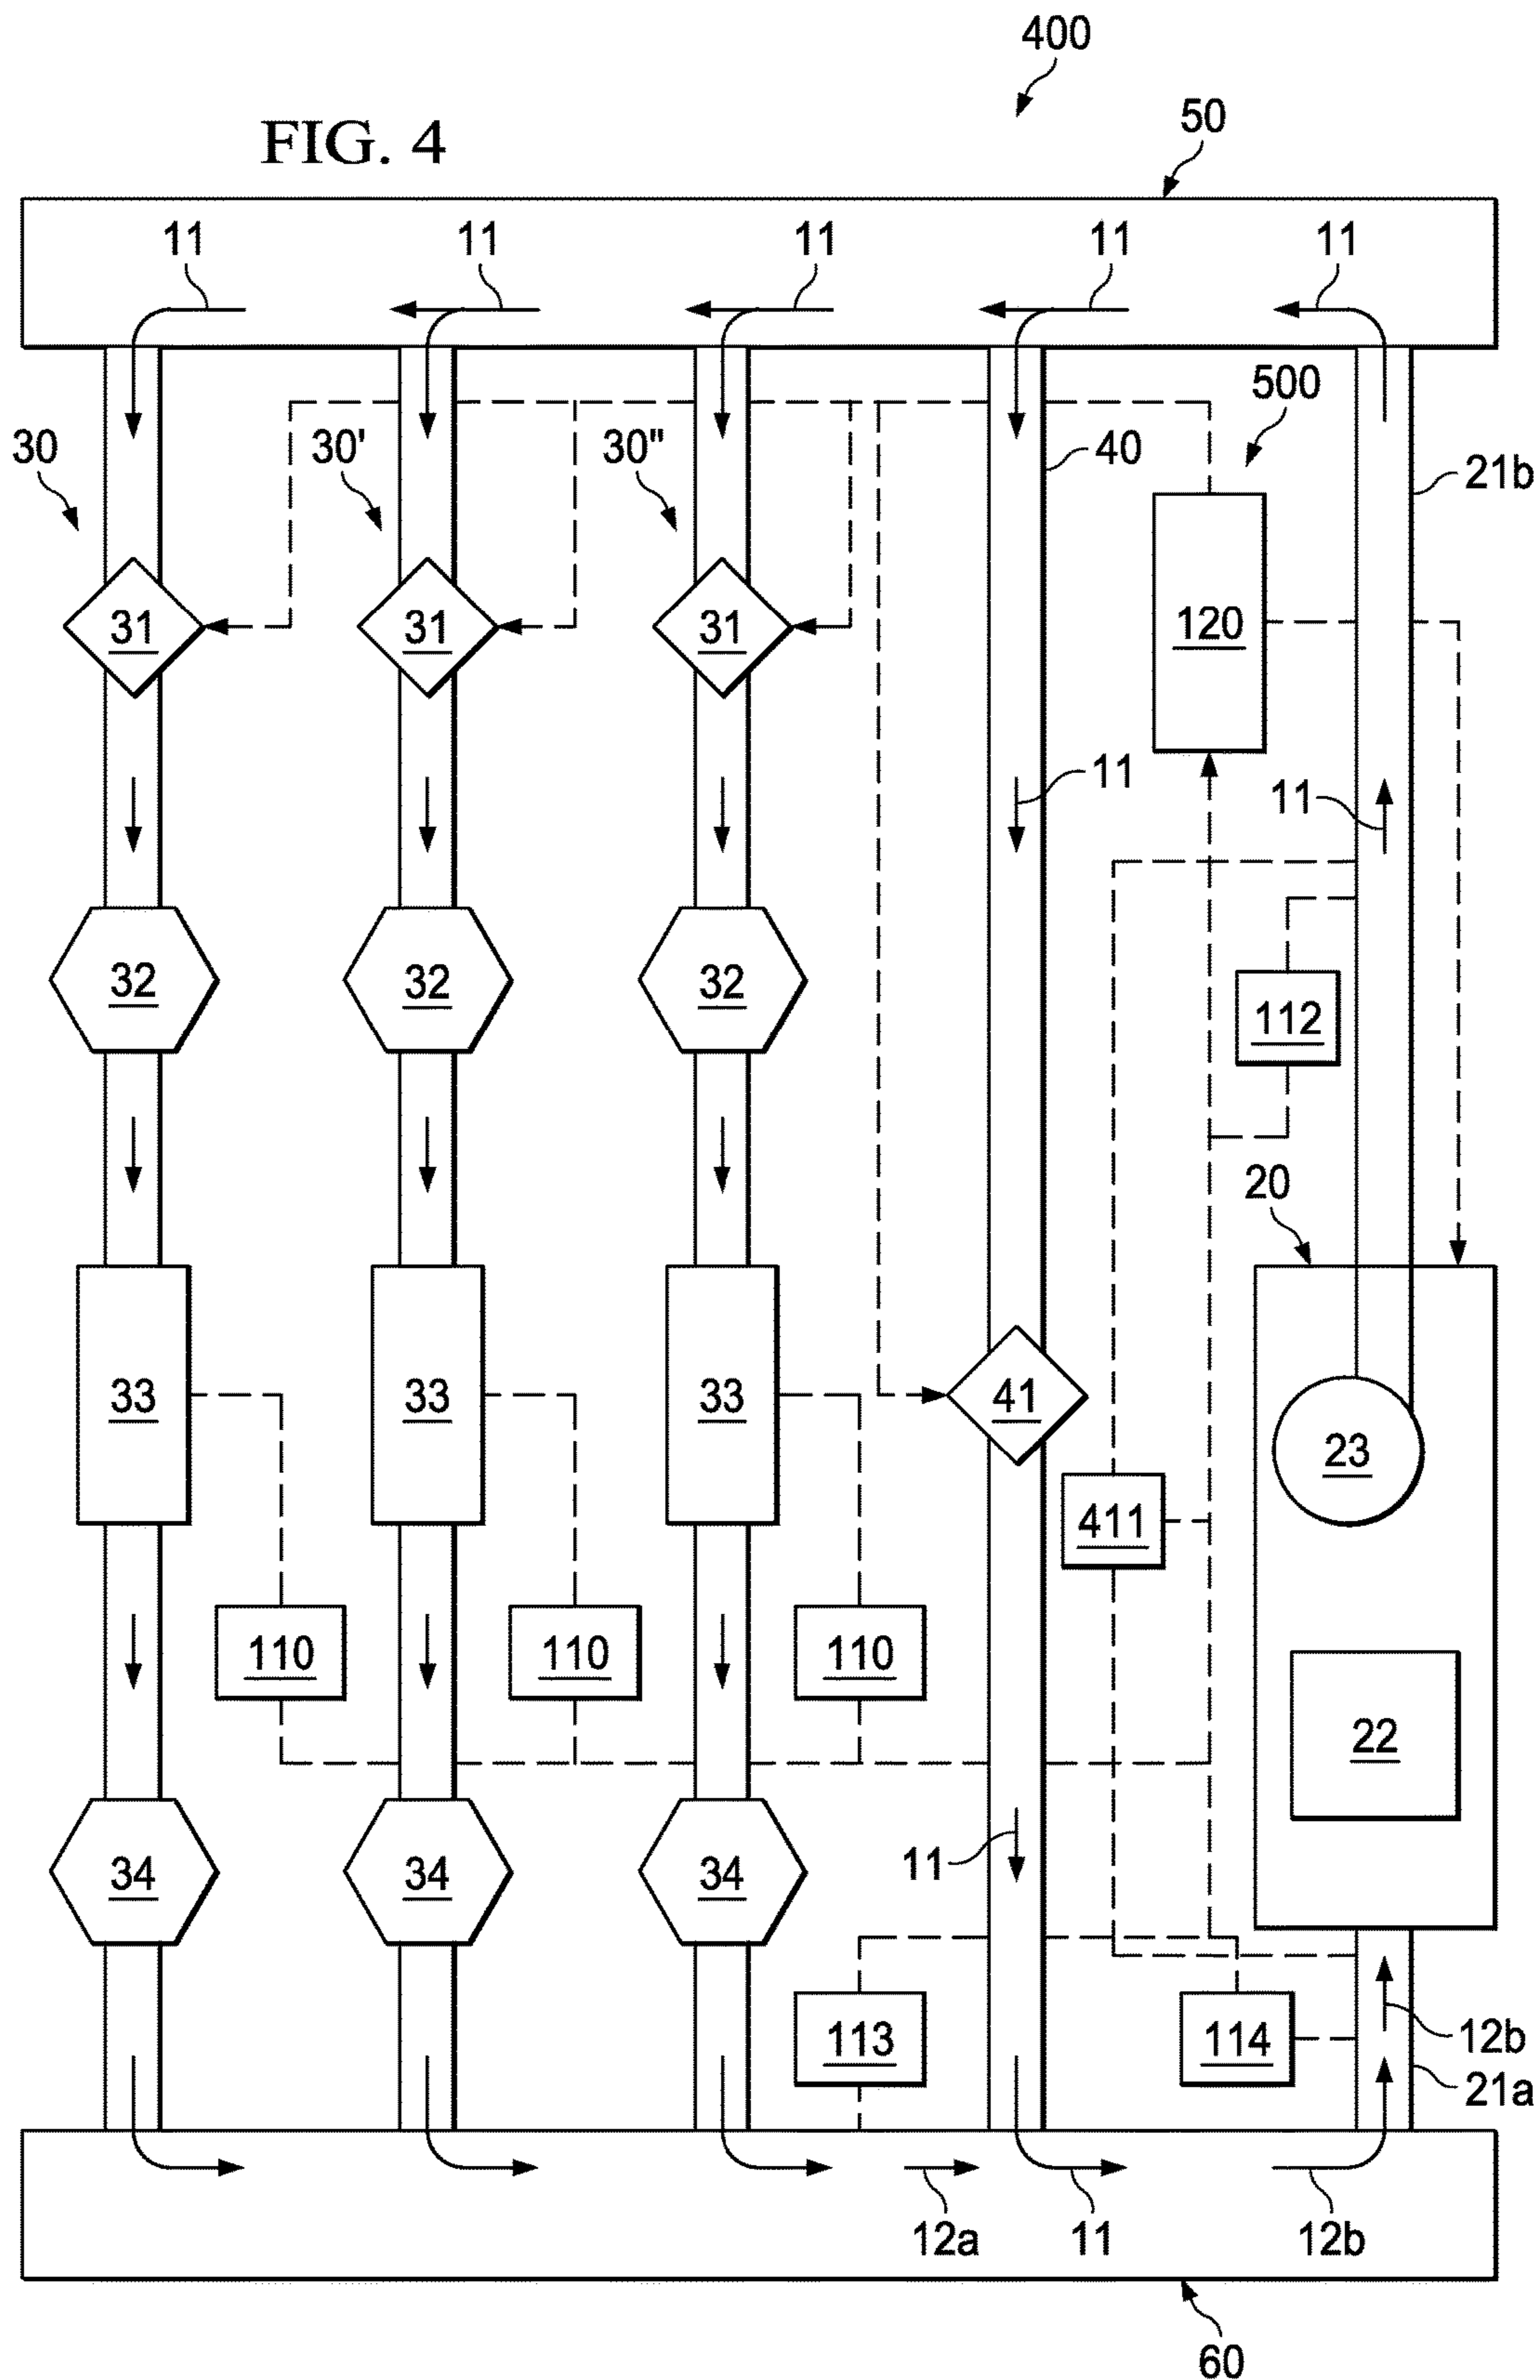 400
FIG. 4
50
11 11 11 11 11
500
30 30' 30" 40 21b
31 31 31 120
11 11
32 32 32 112
20
33 33 33 41 23
411
110 110 110
22
34 34 34 11
113 114 12b
21a
12a 11 12b
60